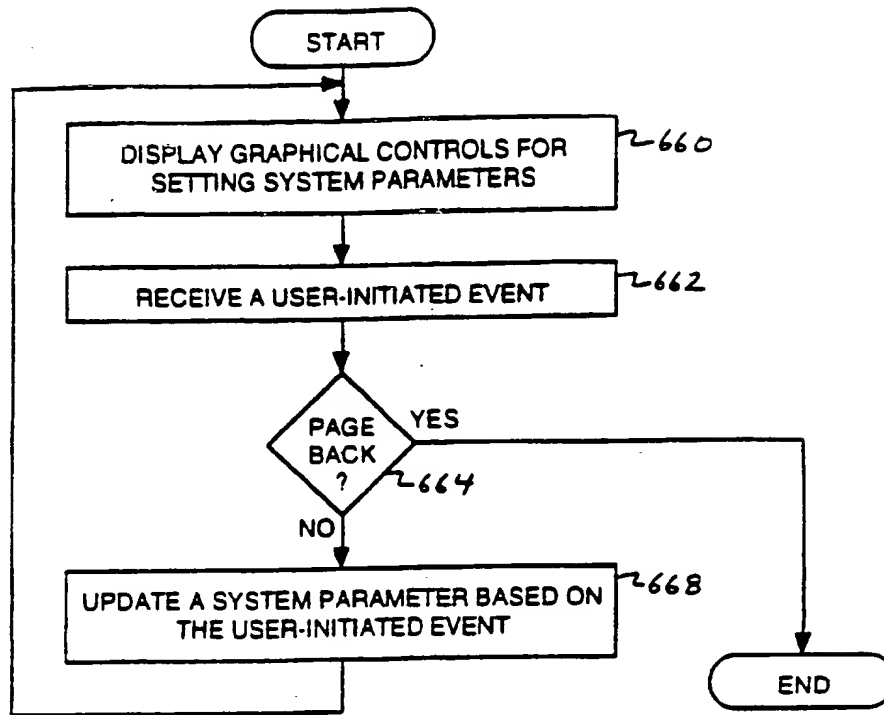 START
DISPLAY GRAPHICAL CONTROLS FOR
SETTING SYSTEM PARAMETERS
660
RECEIVE A USER-INITIATED EVENT
662
PAGE
BACK
?
YES
664
NO
UPDATE A SYSTEM PARAMETER BASED ON
THE USER-INITIATED EVENT
668
END